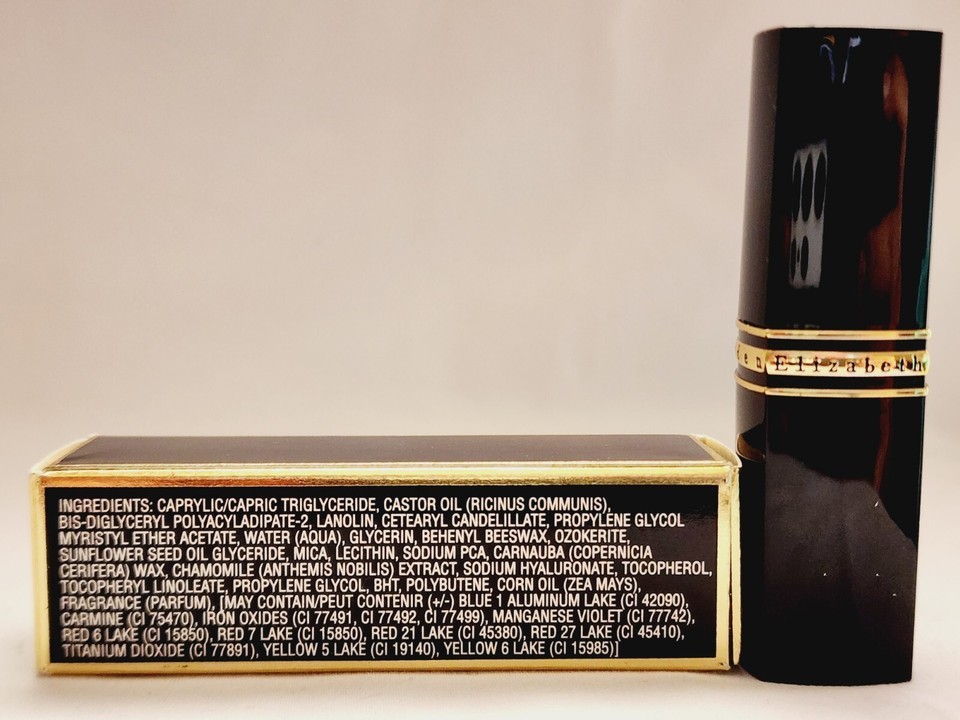 INGREDIENTS: CAPRYLIC/CAPRIC TRIGLYCERIDE, CASTOR OIL (RICINUS COMMUNIS),
BIS-DIGLYCERYL POLYACYLADIPATE-2, LANOLIN, CETEARYL CANDELILLATE, PROPYLENE GLYCOL
MYRISTYL ETHER ACETATE, WATER (AQUA), GLYCERIN, BEHENYL BEESWAX, OZOKERITE,
SUNFLOWER SEED OIL GLYCERIDE, MICA, LECITHIN, SODIUM PCA, CARNAUBA (COPERNICIA
CERIFERA) WAX, CHAMOMILE (ANTHEMIS NOBILIS) EXTRACT, SODIUM HYALURONATE, TOCOPHEROL,
TOCOPHERYL LINOLEATE, PROPYLENE GLYCOL, BHT, POLYBUTENE, CORN OIL (ZEA MAYS),
FRAGRANCE (PARFUM), [MAY CONTAIN/PEUT CONTENIR (+/-) BLUE 1 ALUMINUM LAKE (CI 42090),
CARMINE (CI 75470), IRON OXIDES (CI 77491, CI 77492, CI 77499), MANGANESE VIOLET (CI 77742),
RED 6 LAKE (CI 15850), RED 7 LAKE (CI 15850), RED 21 LAKE (CI 45380), RED 27 LAKE (CI 45410),
TITANIUM DIOXIDE (CI 77891), YELLOW 5 LAKE (CI 19140), YELLOW 6 LAKE (CI 15985)]
den Elizabeth